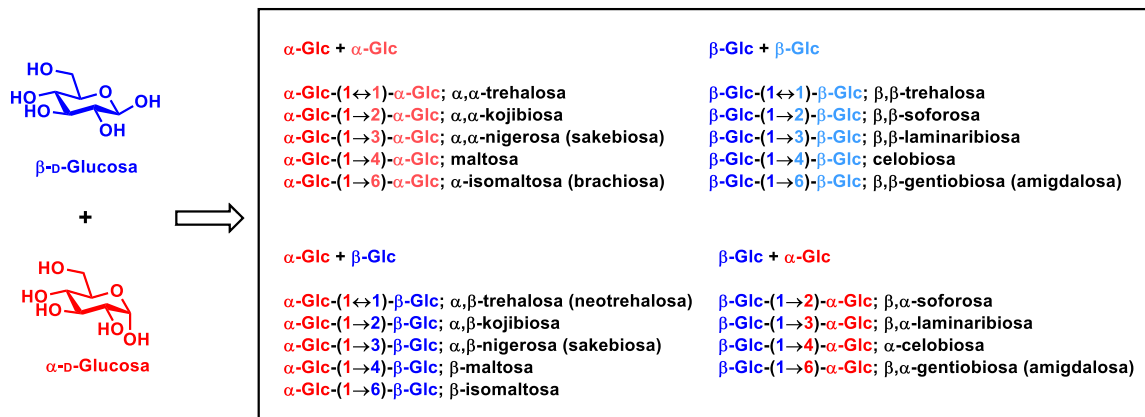 HO
HO
HO
O
OH
OH
β-D-Glucosa
+
HO
HO
HO
O
HO
OH
α-D-Glucosa
α-Glc + α-Glc
α-Glc-(1↔1)-α-Glc; α,α-trehalosa
α-Glc-(1→2)-α-Glc; α,α-kojibiosa
α-Glc-(1→3)-α-Glc; α,α-nigerosa (sakebiosa)
α-Glc-(1→4)-α-Glc; maltosa
α-Glc-(1→6)-α-Glc; α-isomaltosa (brachiosa)
β-Glc + β-Glc
β-Glc-(1↔1)-β-Glc; β,β-trehalosa
β-Glc-(1→2)-β-Glc; β,β-soforosa
β-Glc-(1→3)-β-Glc; β,β-laminaribiosa
β-Glc-(1→4)-β-Glc; celobiosa
β-Glc-(1→6)-β-Glc; β,β-gentiobiosa (amigdalosa)
α-Glc + β-Glc
α-Glc-(1↔1)-β-Glc; α,β-trehalosa (neotrehalosa)
α-Glc-(1→2)-β-Glc; α,β-kojibiosa
α-Glc-(1→3)-β-Glc; α,β-nigerosa (sakebiosa)
α-Glc-(1→4)-β-Glc; β-maltosa
α-Glc-(1→6)-β-Glc; β-isomaltosa
β-Glc + α-Glc
β-Glc-(1→2)-α-Glc; β,α-soforosa
β-Glc-(1→3)-α-Glc; β,α-laminaribiosa
β-Glc-(1→4)-α-Glc; α-celobiosa
β-Glc-(1→6)-α-Glc; β,α-gentiobiosa (amigdalosa)